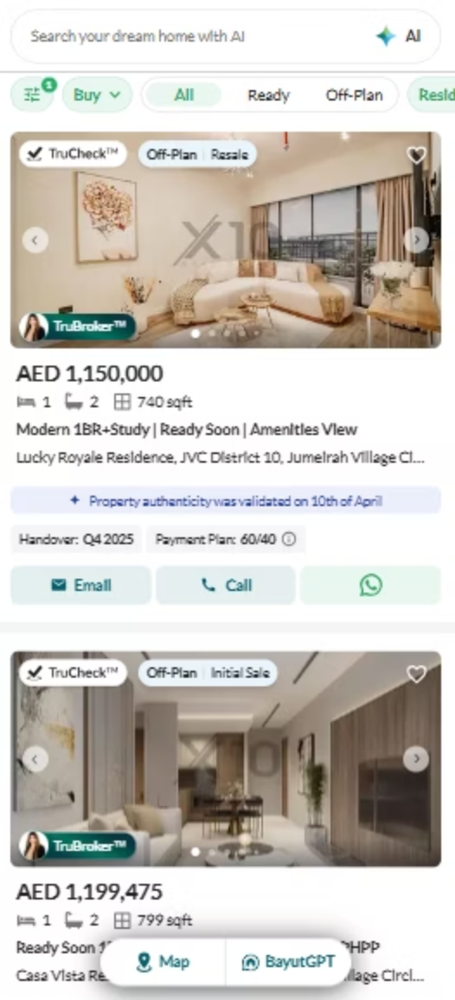 Search your dream home with AI AI
1
Buy All Ready Off-Plan Resid
TruCheck™ Off-Plan Resale
X10
TruBroker™
AED 1,150,000
1 2 740 sqft
Modern 1BR+Study | Ready Soon | Amenities View
Lucky Royale Residence, JVC District 10, Jumeirah Village Ci...
Property authenticity was validated on 10th of April
Handover: Q4 2025 Payment Plan: 60/40
Email Call
TruCheck™ Off-Plan Initial Sale
X10
TruBroker™
AED 1,199,475
1 2 799 sqft
Ready Soon 1 PHPP
Casa Vista Re llage Circl...
Map BayutGPT